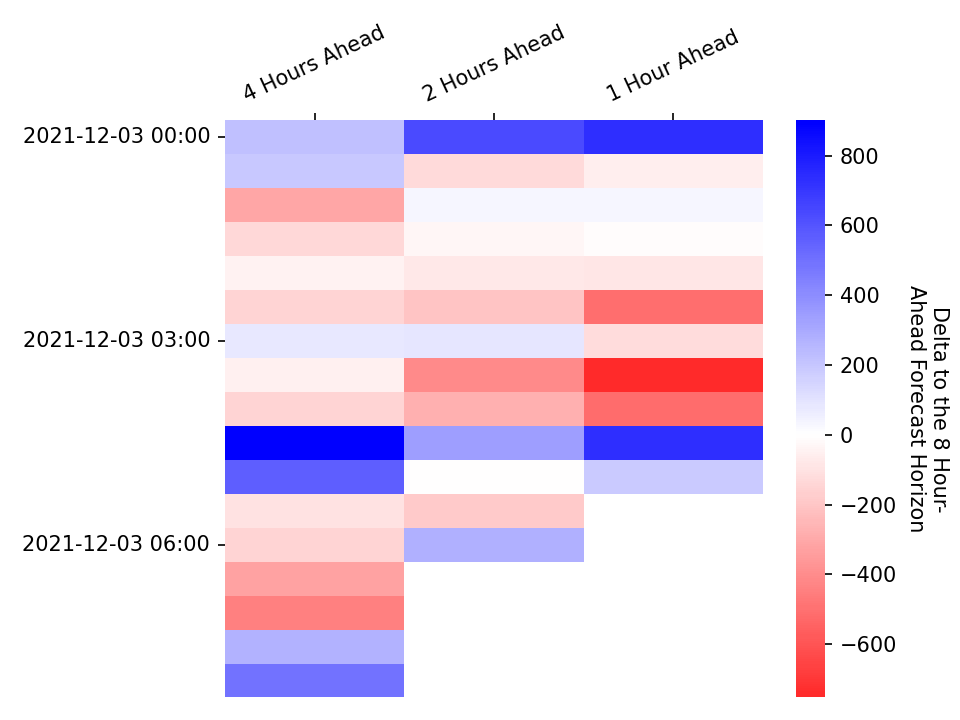 4 Hours Ahead
2 Hours Ahead
1 Hour Ahead
2021-12-03 00:00
2021-12-03 03:00
2021-12-03 06:00
800
600
400
200
0
−200
−400
−600
Delta to the 8 Hour-
Ahead Forecast Horizon